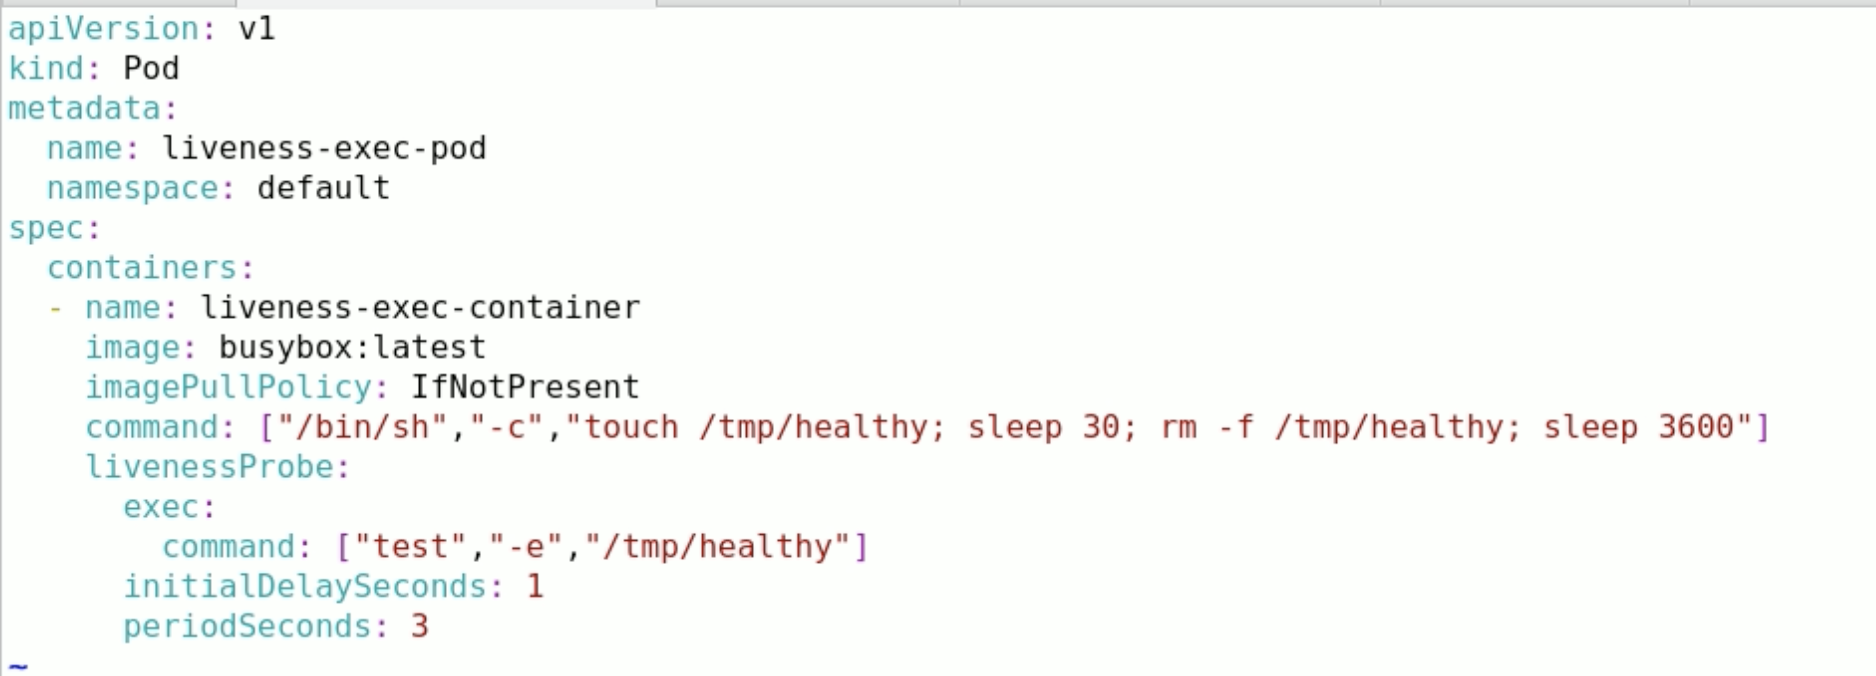 apiVersion: v1
kind: Pod
metadata:
  name: liveness-exec-pod
  namespace: default
spec:
  containers:
  - name: liveness-exec-container
    image: busybox:latest
    imagePullPolicy: IfNotPresent
    command: ["/bin/sh","-c","touch /tmp/healthy; sleep 30; rm -f /tmp/healthy; sleep 3600"]
    livenessProbe:
      exec:
        command: ["test","-e","/tmp/healthy"]
      initialDelaySeconds: 1
      periodSeconds: 3
~